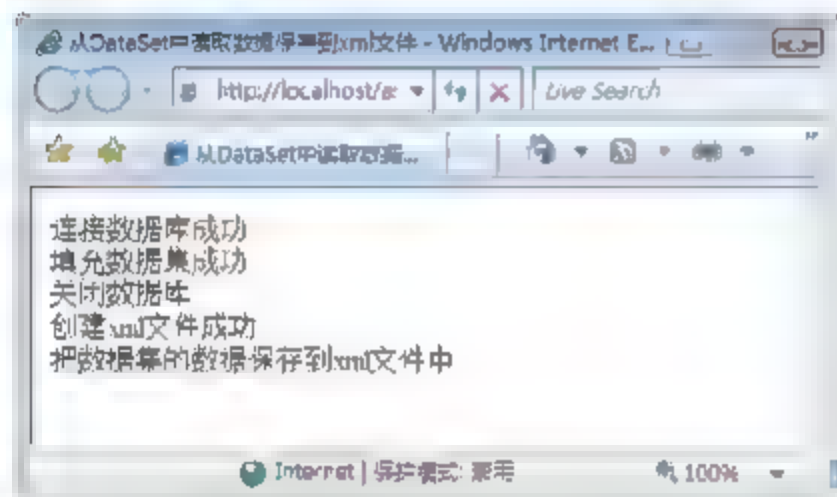 从DataSet中读取数据保存到xml文件 - Windows Internet E...
http://localhost/a
Live Search
从DataSet中读取数据...
连接数据库成功
填充数据集成功
关闭数据库
创建xml文件成功
把数据集的数据保存到xml文件中
Internet | 保护模式: 禁用
100%